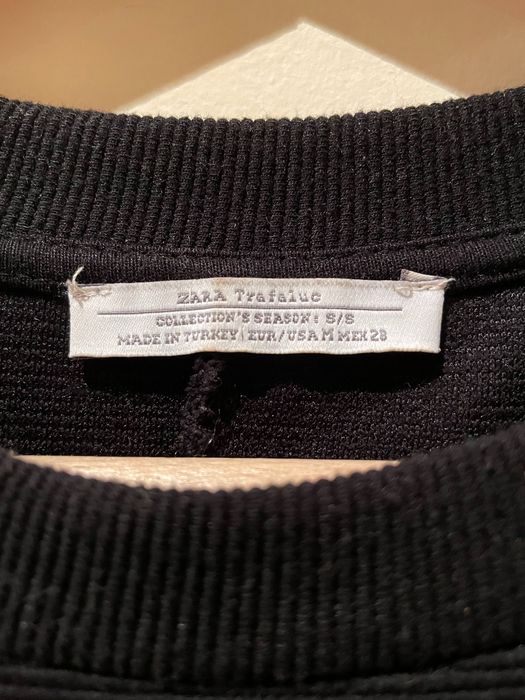 ZARA Trafaluc
COLLECTION'S SEASON: S/S
MADE IN TURKEY EUR/USA M MEX 28